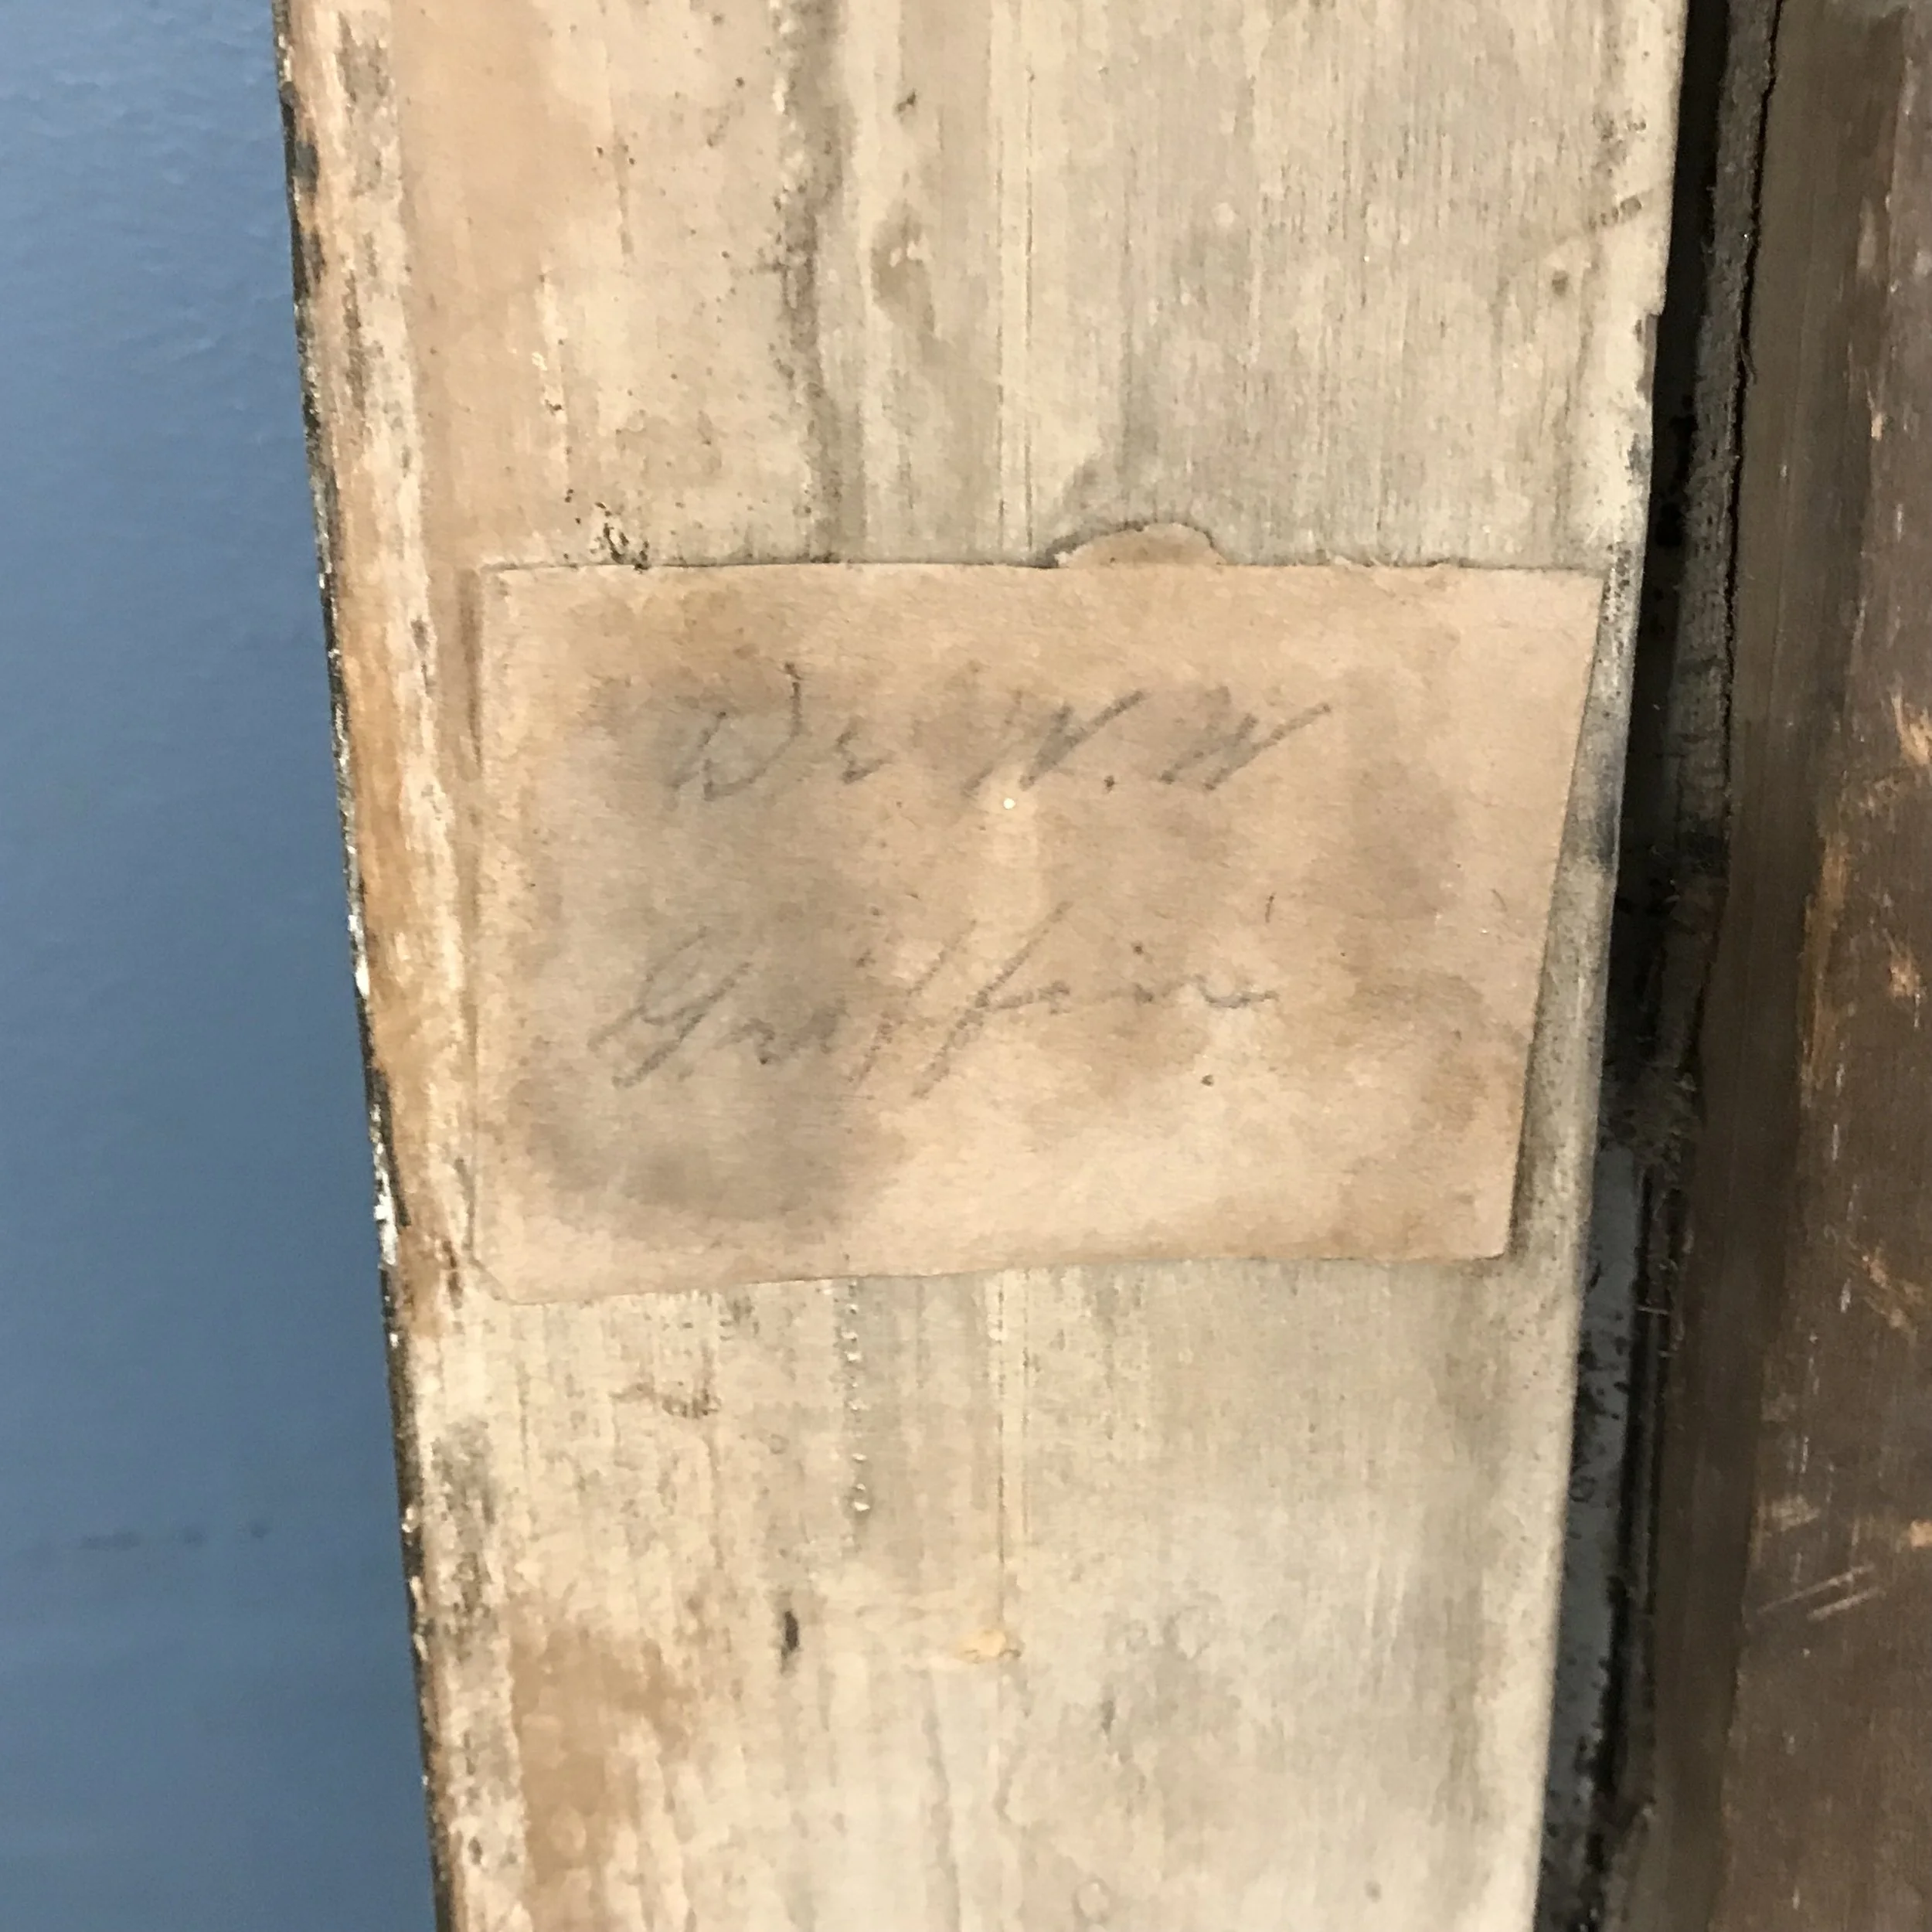 Dr W. W
Griffin